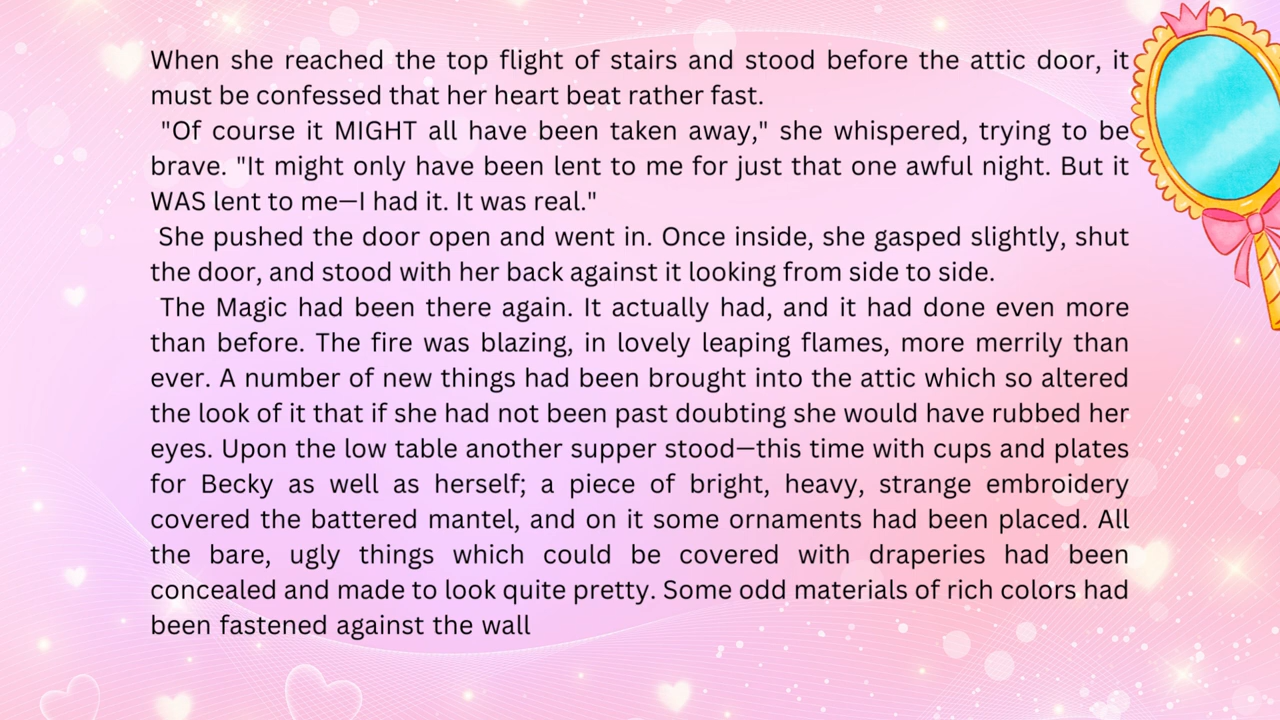 When she reached the top flight of stairs and stood before the attic door, it
must be confessed that her heart beat rather fast.
"Of course it MIGHT all have been taken away," she whispered, trying to be
brave. "It might only have been lent to me for just that one awful night. But it
WAS lent to me—I had it. It was real."
She pushed the door open and went in. Once inside, she gasped slightly, shut
the door, and stood with her back against it looking from side to side.
The Magic had been there again. It actually had, and it had done even more
than before. The fire was blazing, in lovely leaping flames, more merrily than
ever. A number of new things had been brought into the attic which so altered
the look of it that if she had not been past doubting she would have rubbed her
eyes. Upon the low table another supper stood—this time with cups and plates
for Becky as well as herself; a piece of bright, heavy, strange embroidery
covered the battered mantel, and on it some ornaments had been placed. All
the bare, ugly things which could be covered with draperies had been
concealed and made to look quite pretty. Some odd materials of rich colors had
been fastened against the wall